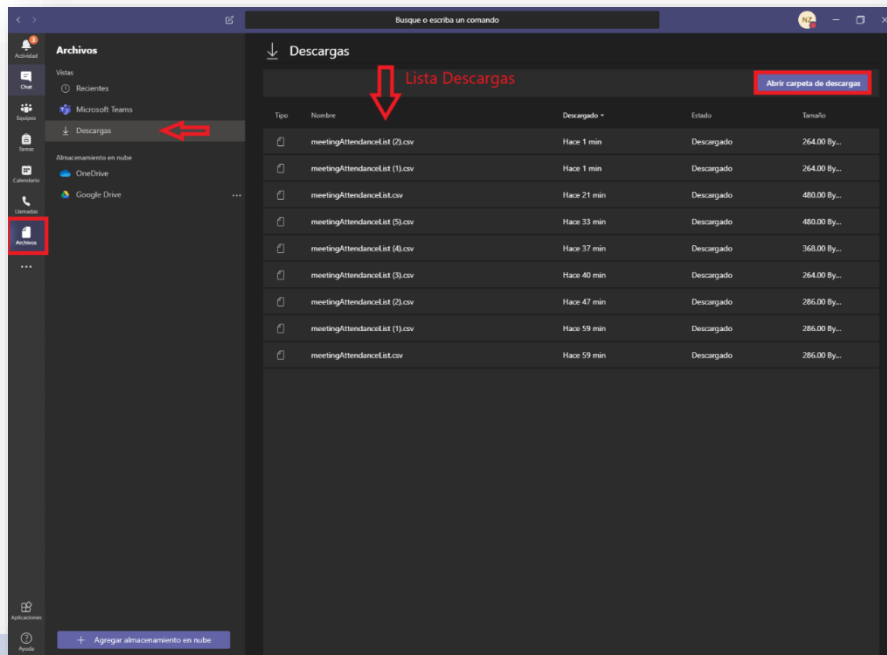 Busque o escriba un comando
NZ
3
Actividad
Chat
Equipos
Tareas
Calendario
Llamadas
Archivos
Aplicaciones
Ayuda
Archivos
Vistas
Recientes
Microsoft Teams
Descargas
Almacenamiento en nube
OneDrive
Google Drive
Agregar almacenamiento en nube
Descargas
Lista Descargas
Abrir carpeta de descargas
Tipo Nombre Descargado Estado Tamaño
meetingAttendanceList (2).csv Hace 1 min Descargado 264.00 By...
meetingAttendanceList (1).csv Hace 1 min Descargado 264.00 By...
meetingAttendanceList.csv Hace 21 min Descargado 480.00 By...
meetingAttendanceList (5).csv Hace 33 min Descargado 480.00 By...
meetingAttendanceList (4).csv Hace 37 min Descargado 368.00 By...
meetingAttendanceList (3).csv Hace 40 min Descargado 264.00 By...
meetingAttendanceList (2).csv Hace 47 min Descargado 286.00 By...
meetingAttendanceList (1).csv Hace 59 min Descargado 286.00 By...
meetingAttendanceList.csv Hace 59 min Descargado 286.00 By...